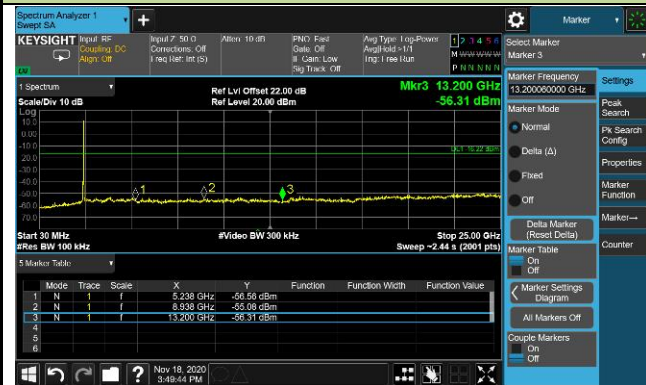 Spectrum Analyzer 1
Swept SA
+
Marker
KEYSIGHT
Input: RF
Coupling: DC
Align: Off
Input Z: 50 Ω
Corrections: Off
Freq Ref: Int (S)
Atten: 10 dB
PNO: Fast
Gate: Off
IF Gain: Low
Sig Track: Off
Avg Type: Log-Power
Avg|Hold >1/1
Trig: Free Run
1 2 3 4 5 6
M W W W W W
P N N N N N
Select Marker
Marker 3
1 Spectrum
Scale/Div 10 dB
Ref Lvl Offset 22.00 dB
Ref Level 20.00 dBm
Mkr3 13.200 GHz
-56.31 dBm
Log
10.0
0.00
-10.0
-20.0
-30.0
-40.0
-50.0
-60.0
-70.0
1
2
3
Start 30 MHz
#Res BW 100 kHz
#Video BW 300 kHz
Stop 25.00 GHz
Sweep ~2.44 s (2001 pts)
5 Marker Table
Mode Trace Scale X Y Function Function Width Function Value
1 N 1 f 5.238 GHz -56.56 dBm
2 N 1 f 8.938 GHz -55.08 dBm
3 N 1 f 13.200 GHz -56.31 dBm
4
5
6
Marker Frequency
13.200060000 GHz
Marker Mode
Normal
Delta (Δ)
Fixed
Off
Delta Marker
(Reset Delta)
Marker Table
On
Off
Marker Settings
Diagram
All Markers Off
Couple Markers
On
Off
Settings
Peak
Search
Pk Search
Config
Properties
Marker
Function
Marker→
Counter
?
Nov 18, 2020
3:49:44 PM